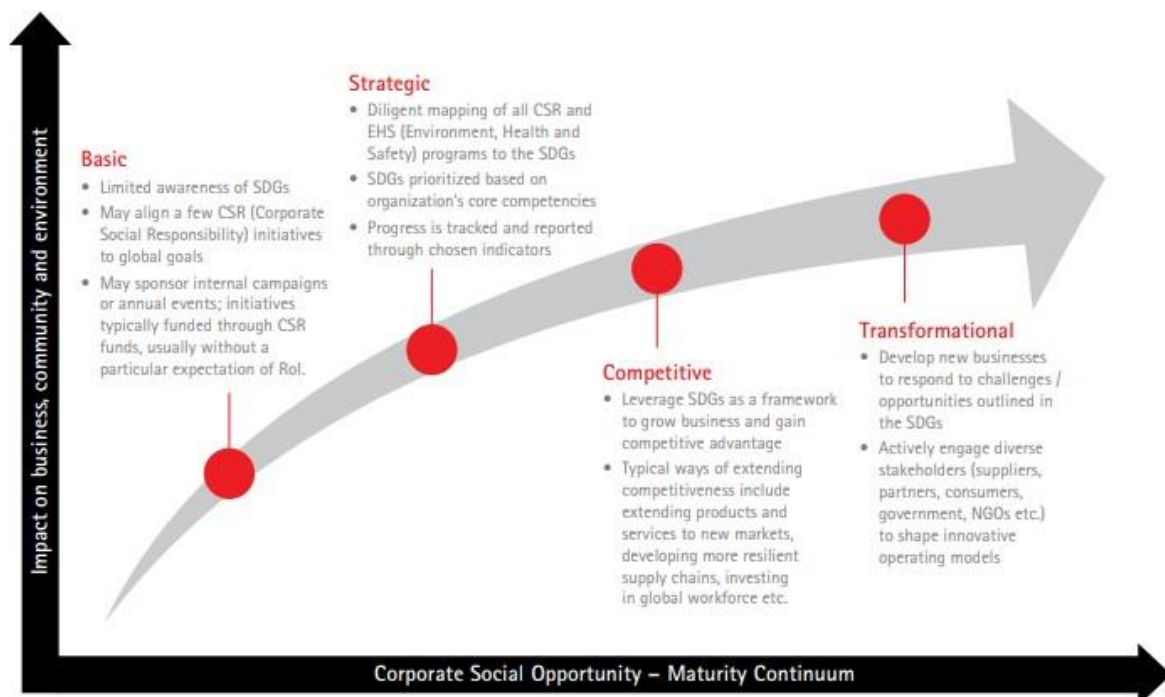 Impact on business, community and environment
Basic
• Limited awareness of SDGs
• May align a few CSR (Corporate
Social Responsibility) initiatives
to global goals
• May sponsor internal campaigns
or annual events; initiatives
typically funded through CSR
funds, usually without a
particular expectation of RoI.
Strategic
• Diligent mapping of all CSR and
EHS (Environment, Health and
Safety) programs to the SDGs
• SDGs prioritized based on
organization's core competencies
• Progress is tracked and reported
through chosen indicators
Competitive
• Leverage SDGs as a framework
to grow business and gain
competitive advantage
• Typical ways of extending
competitiveness include
extending products and
services to new markets,
developing more resilient
supply chains, investing
in global workforce etc.
Transformational
• Develop new businesses
to respond to challenges /
opportunities outlined in
the SDGs
• Actively engage diverse
stakeholders (suppliers,
partners, consumers,
government, NGOs etc.)
to shape innovative
operating models
Corporate Social Opportunity – Maturity Continuum